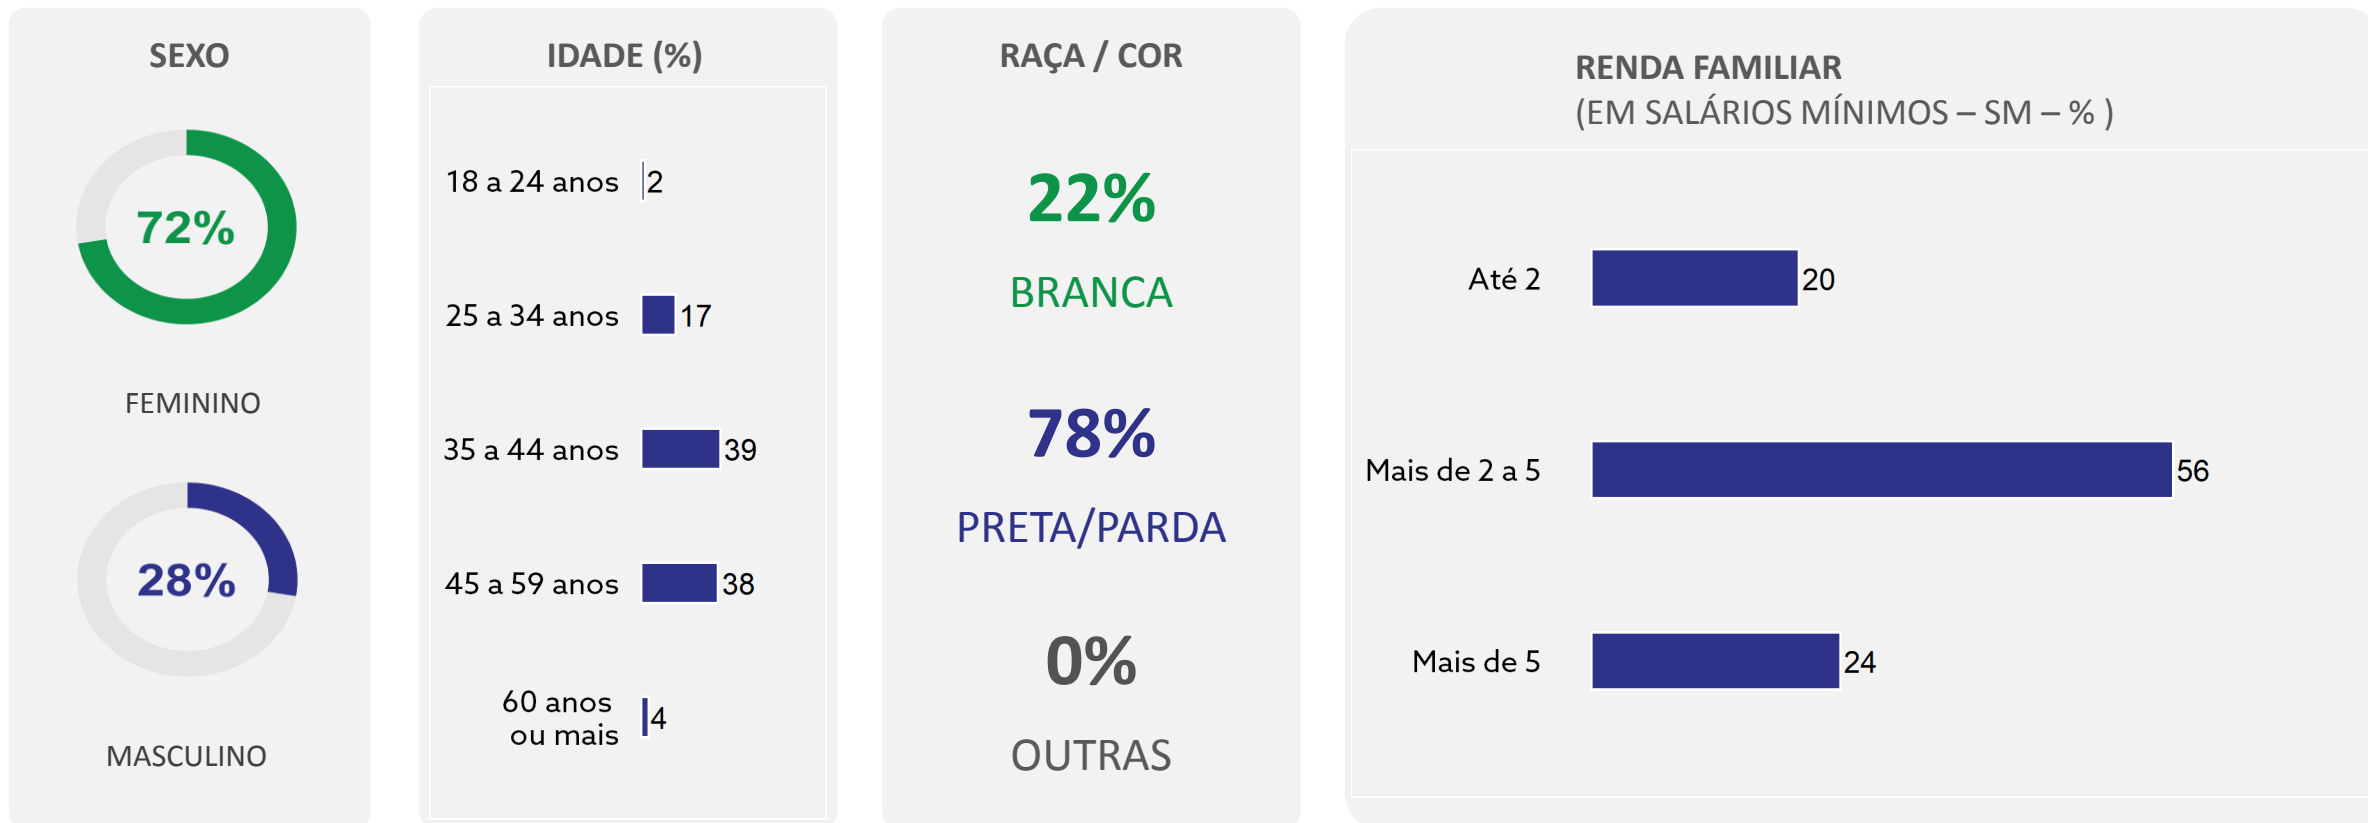 SEXO
72%
FEMININO
28%
MASCULINO
IDADE (%)
18 a 24 anos 2
25 a 34 anos 17
35 a 44 anos 39
45 a 59 anos 38
60 anos
ou mais 4
RAÇA / COR
22%
BRANCA
78%
PRETA/PARDA
0%
OUTRAS
RENDA FAMILIAR
(EM SALÁRIOS MÍNIMOS – SM – % )
Até 2 20
Mais de 2 a 5 56
Mais de 5 24